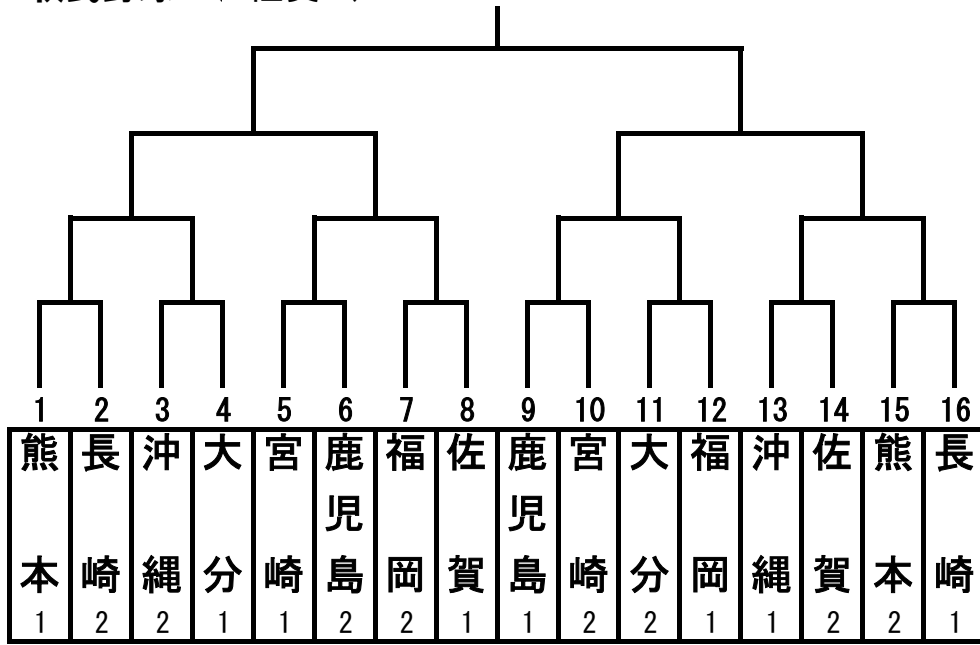 1 2 3 4 5 6 7 8 9 10 11 12 13 14 15 16
熊本 長崎 沖縄 大分 宮崎 鹿児島 福岡 佐賀 鹿児島 宮崎 大分 福岡 沖縄 佐賀 熊本 長崎
1 2 2 1 1 2 2 1 1 2 2 1 1 2 2 1